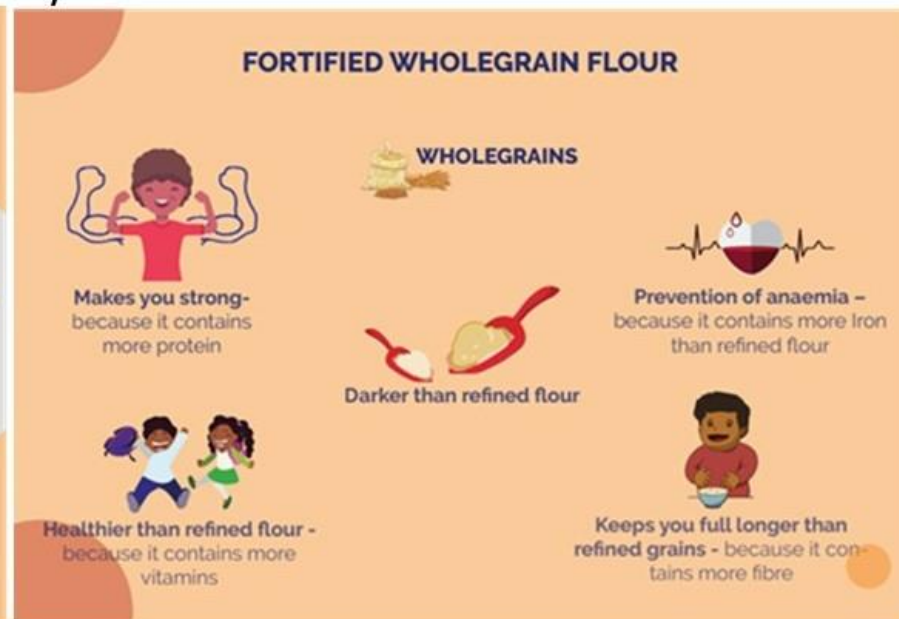 FORTIFIED WHOLEGRAIN FLOUR
WHOLEGRAINS
Makes you strong-
because it contains
more protein
Prevention of anaemia –
because it contains more Iron
than refined flour
Darker than refined flour
Healthier than refined flour -
because it contains more
vitamins
Keeps you full longer than
refined grains - because it con-
tains more fibre